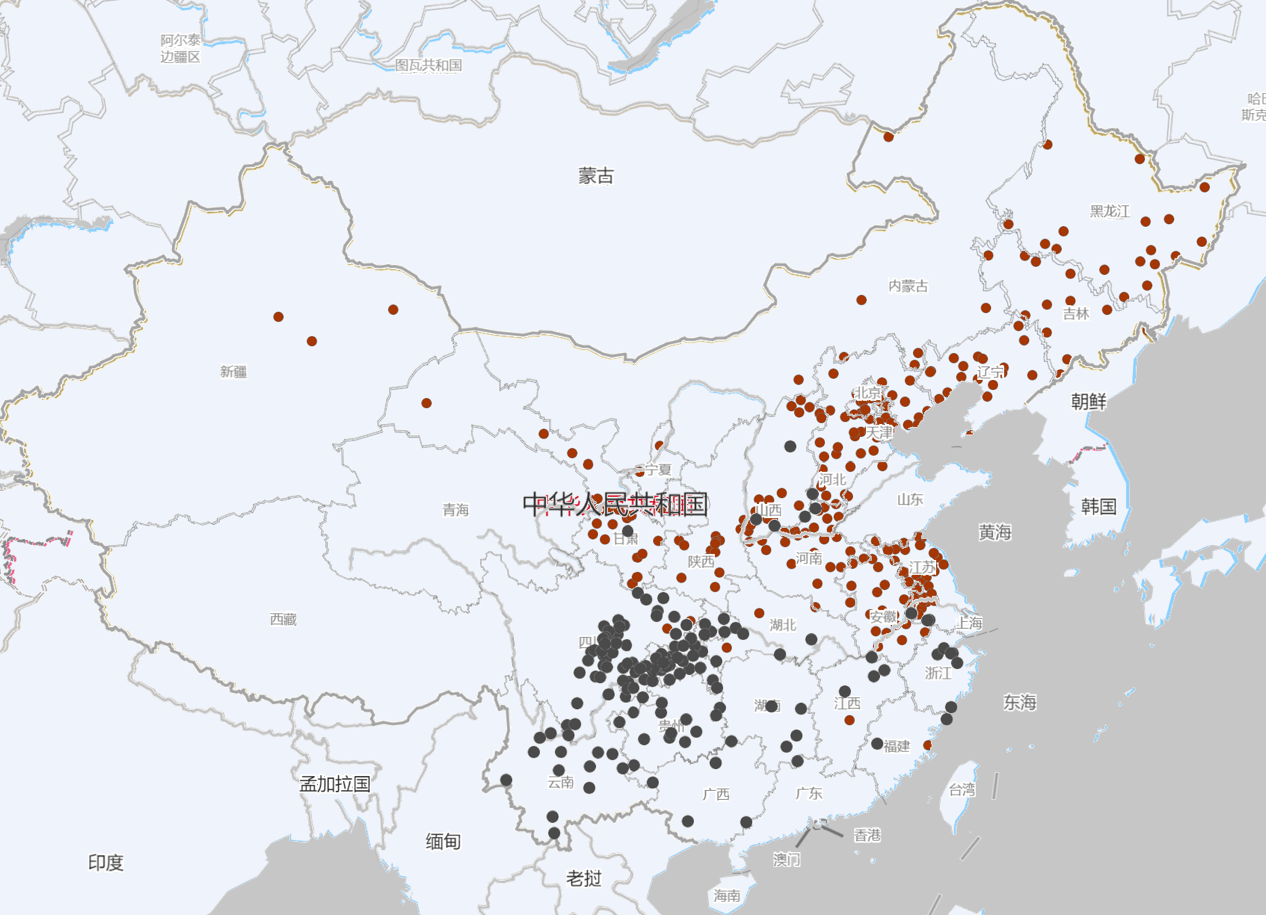 阿尔泰
边疆区
图瓦共和国
哈巴
斯克
蒙古
黑龙江
内蒙古
吉林
新疆
辽宁
北京
朝鲜
天津
宁夏
河北
中华人民共和国
青海
山西
山东
韩国
黄海
甘肃
陕西
河南
江苏
西藏
安徽
湖北
上海
四川
浙江
湖南
江西
东海
贵州
福建
孟加拉国
云南
广西
广东
台湾
缅甸
香港
印度
澳门
老挝
海南